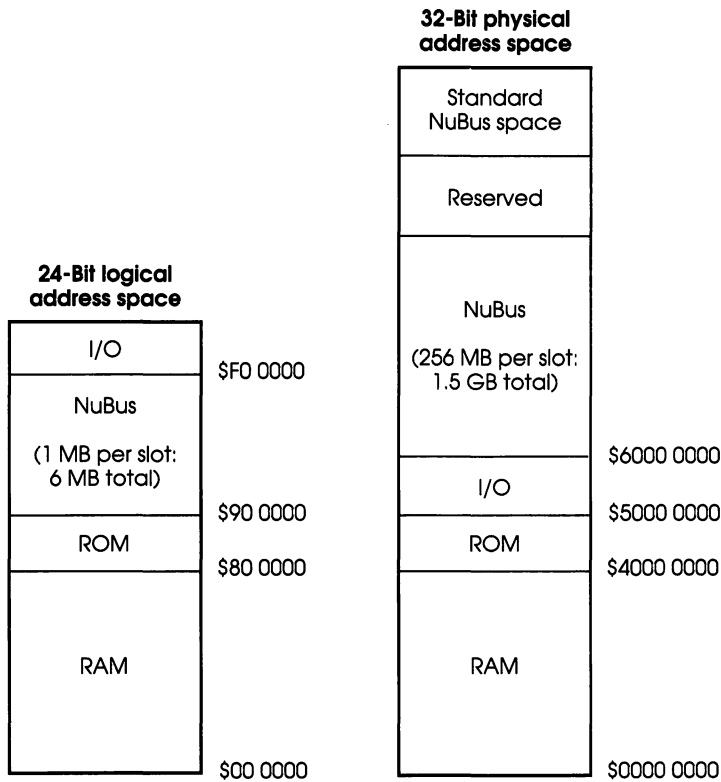 24-Bit logical
address space
I/O
$F0 0000
NuBus
(1 MB per slot:
6 MB total)
$90 0000
ROM
$80 0000
RAM
$00 0000
32-Bit physical
address space
Standard
NuBus space
Reserved
NuBus
(256 MB per slot:
1.5 GB total)
$6000 0000
I/O
$5000 0000
ROM
$4000 0000
RAM
$0000 0000